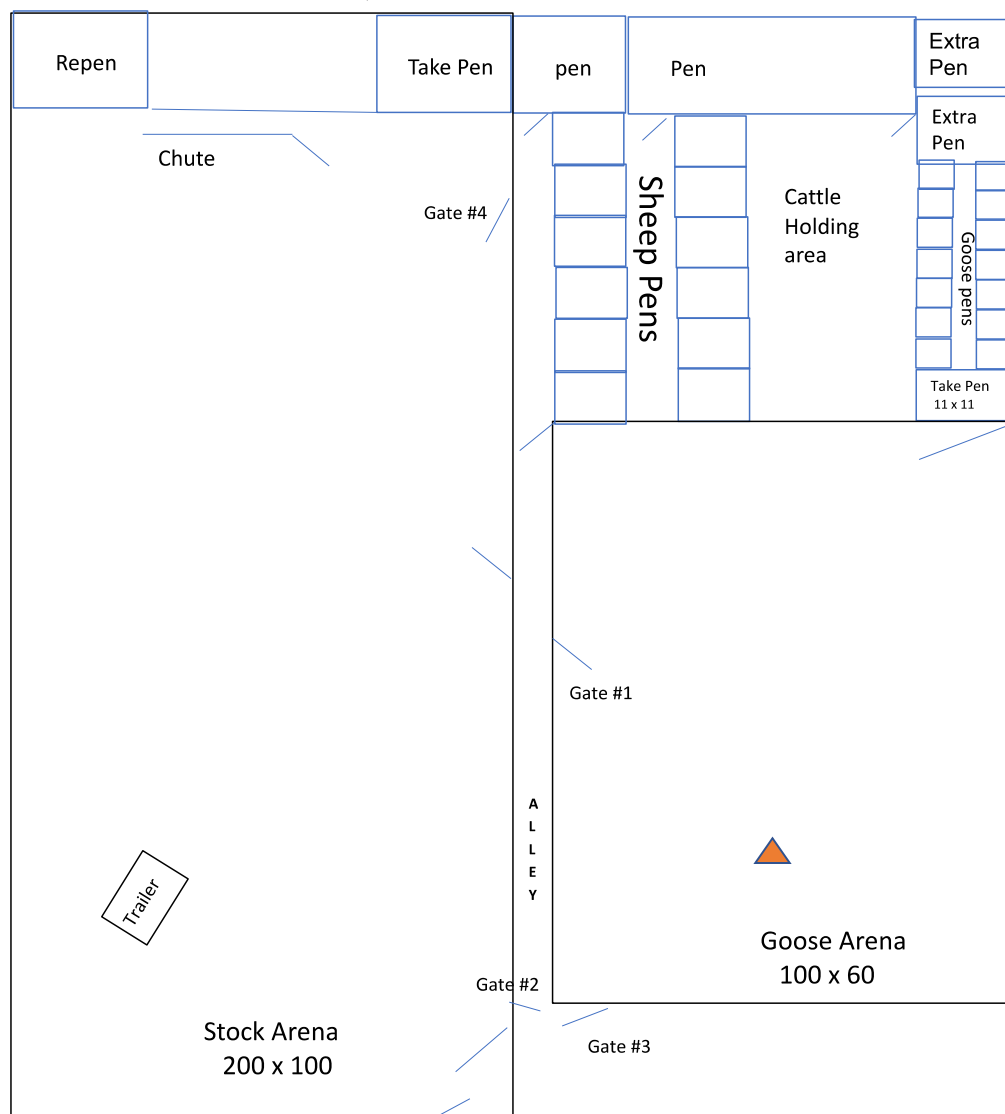 Repen
Take Pen
pen
Pen
Extra
Pen
Extra
Pen
Chute
Gate #4
Sheep Pens
Cattle
Holding
area
Goose pens
Take Pen
11 x 11
Gate #1
A
L
L
E
Y
Trailer
Goose Arena
100 x 60
Gate #2
Stock Arena
200 x 100
Gate #3